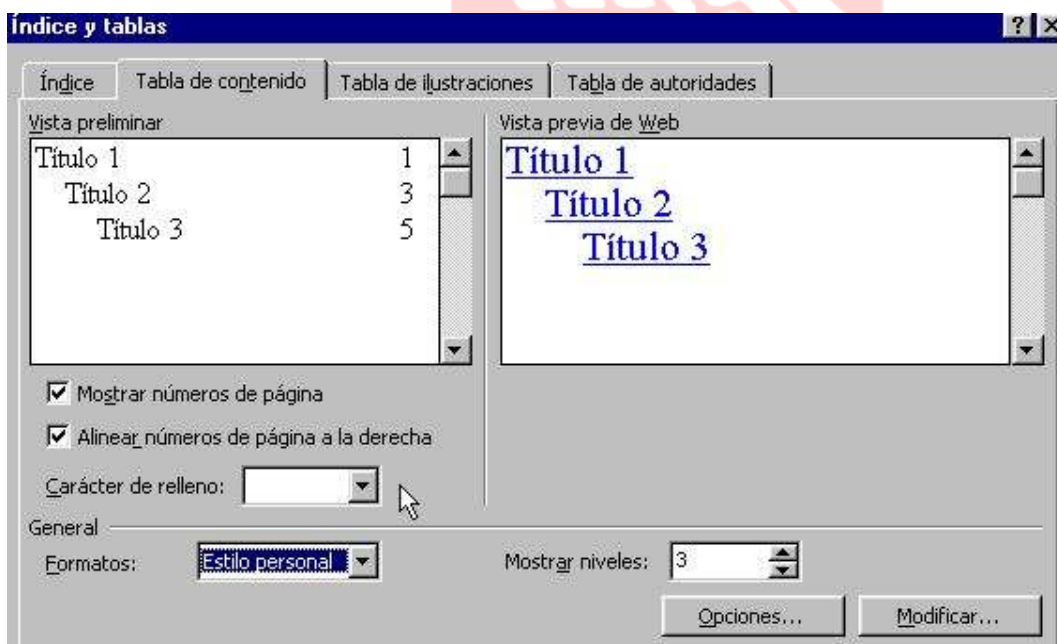 Índice y tablas
Índice Tabla de contenido Tabla de ilustraciones Tabla de autoridades
Vista preliminar
Título 1 1
Título 2 3
Título 3 5
Vista previa de Web
Título 1
Título 2
Título 3
Mostrar números de página
Alinear números de página a la derecha
Carácter de relleno:
General
Formatos: Estilo personal
Mostrar niveles: 3
Opciones... Modificar...